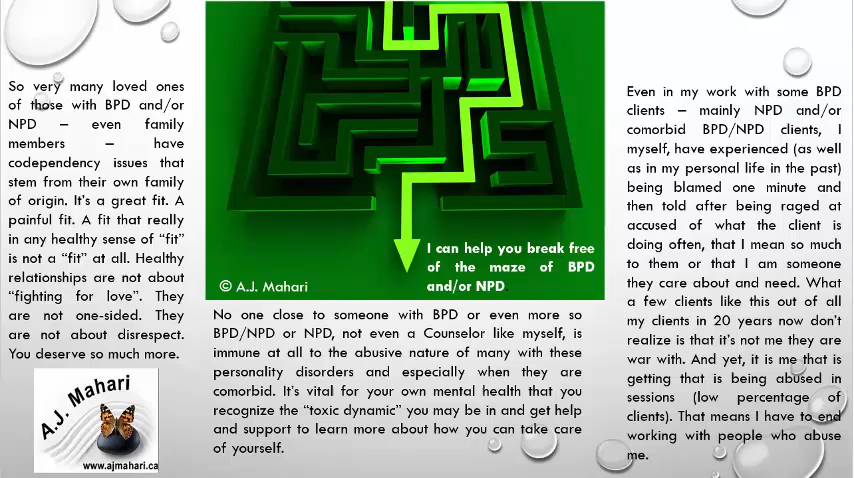 So very many loved ones
of those with BPD and/or
NPD – even family
members – have
codependency issues that
stem from their own family
of origin. It's a great fit. A
painful fit. A fit that really
in any healthy sense of "fit"
is not a "fit" at all. Healthy
relationships are not about
"fighting for love". They
are not one-sided. They
are not about disrespect.
You deserve so much more.
A.J. Mahari
www.ajmahari.ca
I can help you break free
of the maze of BPD
and/or NPD.
© A.J. Mahari
No one close to someone with BPD or even more so
BPD/NPD or NPD, not even a Counselor like myself, is
immune at all to the abusive nature of many with these
personality disorders and especially when they are
comorbid. It's vital for your own mental health that you
recognize the "toxic dynamic" you may be in and get help
and support to learn more about how you can take care
of yourself.
Even in my work with some BPD
clients – mainly NPD and/or
comorbid BPD/NPD clients, I
myself, have experienced (as well
as in my personal life in the past)
being blamed one minute and
then told after being raged at
accused of what the client is
doing often, that I mean so much
to them or that I am someone
they care about and need. What
a few clients like this out of all
my clients in 20 years now don't
realize is that it's not me they are
war with. And yet, it is me that is
getting that is being abused in
sessions (low percentage of
clients). That means I have to end
working with people who abuse
me.